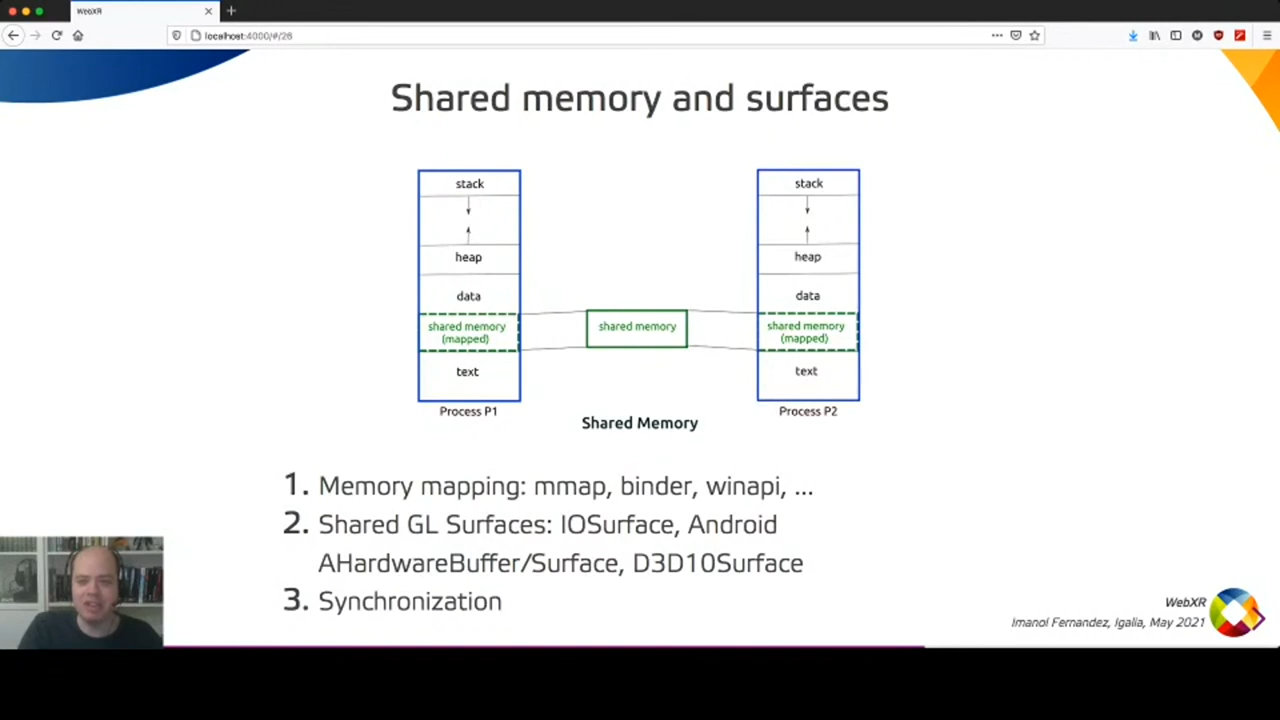 WebXR
localhost:4000/#/26
Shared memory and surfaces
stack
heap
data
shared memory
(mapped)
text
Process P1
shared memory
Shared Memory
stack
heap
data
shared memory
(mapped)
text
Process P2
1. Memory mapping: mmap, binder, winapi, ...
2. Shared GL Surfaces: IOSurface, Android
AHardwareBuffer/Surface, D3D10Surface
3. Synchronization
WebXR
Imanol Fernandez, Igalia, May 2021